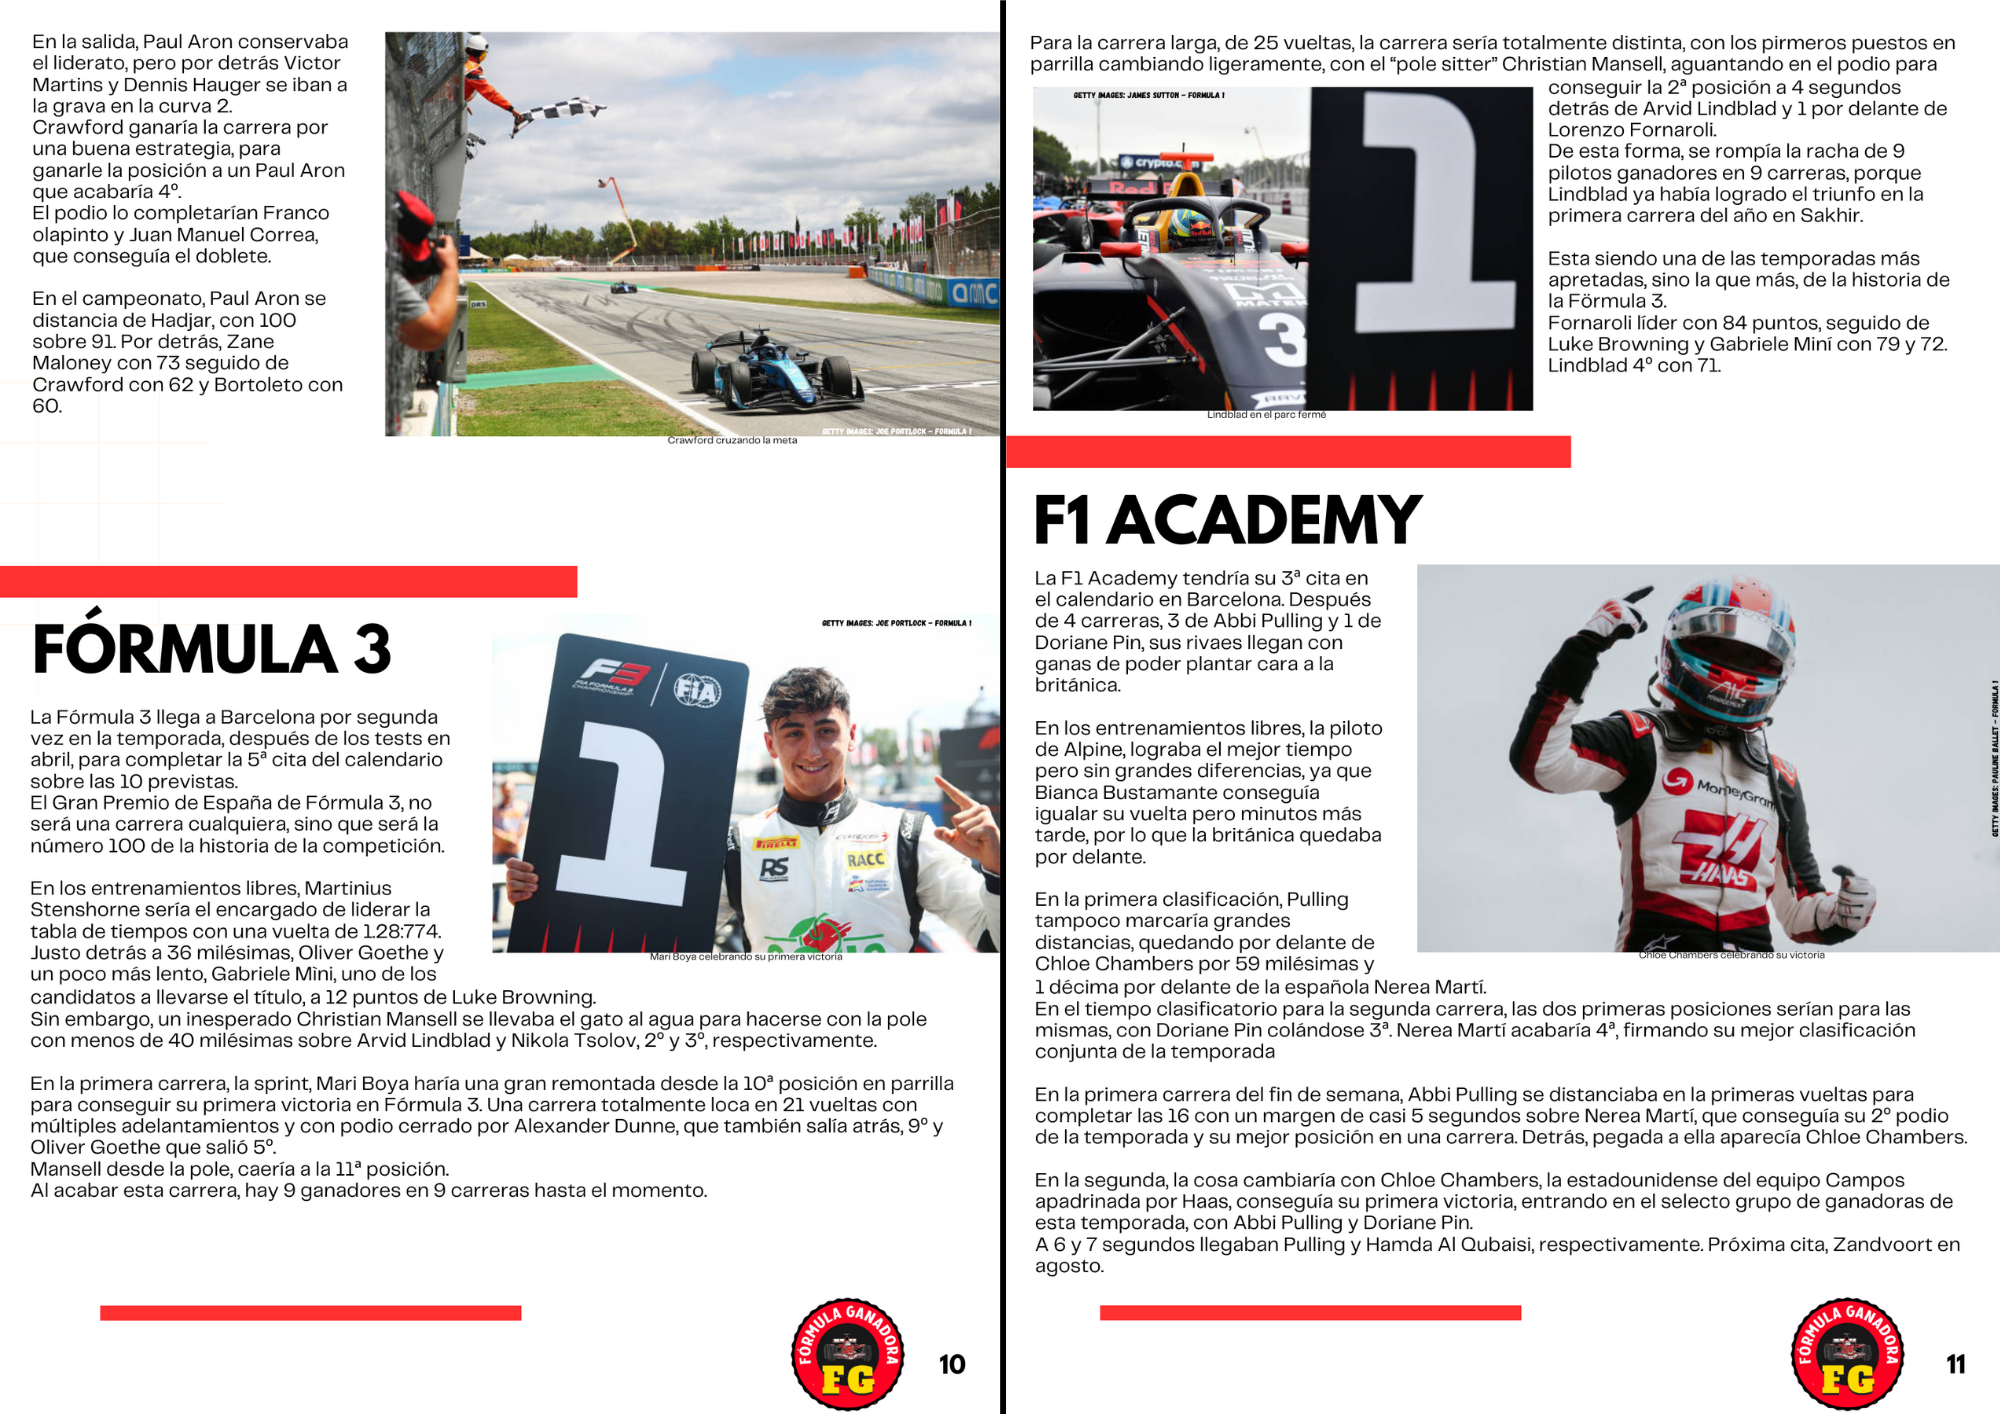 En la salida, Paul Aron conservaba
el liderato, pero por detrás Victor
Martins y Dennis Hauger se iban a
la grava en la curva 2.
Crawford ganaría la carrera por
una buena estrategia, para
ganarle la posición a un Paul Aron
que acabaría 4º.
El podio lo completarían Franco
olapinto y Juan Manuel Correa,
que conseguía el doblete.
En el campeonato, Paul Aron se
distancia de Hadjar, con 100
sobre 91. Por detrás, Zane
Maloney con 73 seguido de
Crawford con 62 y Bortoleto con
60.
DRS
aramc
GETTY IMAGES: JOE PORTLOCK – FORMULA 1
Crawford cruzando la meta
FÓRMULA 3
GETTY IMAGES: JOE PORTLOCK – FORMULA 1
F3
FIA FORMULA 3
CHAMPIONSHIP
FIA
1
PIRELLI
RS
RACC
Mari Boya celebrando su primera victoria
La Fórmula 3 llega a Barcelona por segunda
vez en la temporada, después de los tests en
abril, para completar la 5ª cita del calendario
sobre las 10 previstas.
El Gran Premio de España de Fórmula 3, no
será una carrera cualquiera, sino que será la
número 100 de la historia de la competición.
En los entrenamientos libres, Martinius
Stenshorne sería el encargado de liderar la
tabla de tiempos con una vuelta de 1.28:774.
Justo detrás a 36 milésimas, Oliver Goethe y
un poco más lento, Gabriele Mìni, uno de los
candidatos a llevarse el título, a 12 puntos de Luke Browning.
Sin embargo, un inesperado Christian Mansell se llevaba el gato al agua para hacerse con la pole
con menos de 40 milésimas sobre Arvid Lindblad y Nikola Tsolov, 2º y 3º, respectivamente.
En la primera carrera, la sprint, Mari Boya haría una gran remontada desde la 10ª posición en parrilla
para conseguir su primera victoria en Fórmula 3. Una carrera totalmente loca en 21 vueltas con
múltiples adelantamientos y con podio cerrado por Alexander Dunne, que también salía atrás, 9º y
Oliver Goethe que salió 5º.
Mansell desde la pole, caería a la 11ª posición.
Al acabar esta carrera, hay 9 ganadores en 9 carreras hasta el momento.
FÓRMULA GANADORA
FG
10
Para la carrera larga, de 25 vueltas, la carrera sería totalmente distinta, con los pirmeros puestos en
parrilla cambiando ligeramente, con el “pole sitter” Christian Mansell, aguantando en el podio para
conseguir la 2ª posición a 4 segundos
detrás de Arvid Lindblad y 1 por delante de
Lorenzo Fornaroli.
De esta forma, se rompía la racha de 9
pilotos ganadores en 9 carreras, porque
Lindblad ya había logrado el triunfo en la
primera carrera del año en Sakhir.
Esta siendo una de las temporadas más
apretadas, sino la que más, de la historia de
la Förmula 3.
Fornaroli líder con 84 puntos, seguido de
Luke Browning y Gabriele Miní con 79 y 72.
Lindblad 4º con 71.
GETTY IMAGES: JAMES SUTTON – FORMULA 1
crypto.c
Red B
MATE
3
1
Lindblad en el parc fermé
F1 ACADEMY
La F1 Academy tendría su 3ª cita en
el calendario en Barcelona. Después
de 4 carreras, 3 de Abbi Pulling y 1 de
Doriane Pin, sus rivaes llegan con
ganas de poder plantar cara a la
británica.
En los entrenamientos libres, la piloto
de Alpine, lograba el mejor tiempo
pero sin grandes diferencias, ya que
Bianca Bustamante conseguía
igualar su vuelta pero minutos más
tarde, por lo que la británica quedaba
por delante.
En la primera clasificación, Pulling
tampoco marcaría grandes
distancias, quedando por delante de
Chloe Chambers por 59 milésimas y
1 décima por delante de la española Nerea Martí.
En el tiempo clasificatorio para la segunda carrera, las dos primeras posiciones serían para las
mismas, con Doriane Pin colándose 3ª. Nerea Martí acabaría 4ª, firmando su mejor clasificación
conjunta de la temporada
MoneyGram
HAAS
GETTY IMAGES: PAULINE BALLET – FORMULA 1
Chloe Chambers celebrando su victoria
En la primera carrera del fin de semana, Abbi Pulling se distanciaba en la primeras vueltas para
completar las 16 con un margen de casi 5 segundos sobre Nerea Martí, que conseguía su 2º podio
de la temporada y su mejor posición en una carrera. Detrás, pegada a ella aparecía Chloe Chambers.
En la segunda, la cosa cambiaría con Chloe Chambers, la estadounidense del equipo Campos
apadrinada por Haas, conseguía su primera victoria, entrando en el selecto grupo de ganadoras de
esta temporada, con Abbi Pulling y Doriane Pin.
A 6 y 7 segundos llegaban Pulling y Hamda Al Qubaisi, respectivamente. Próxima cita, Zandvoort en
agosto.
FÓRMULA GANADORA
FG
11